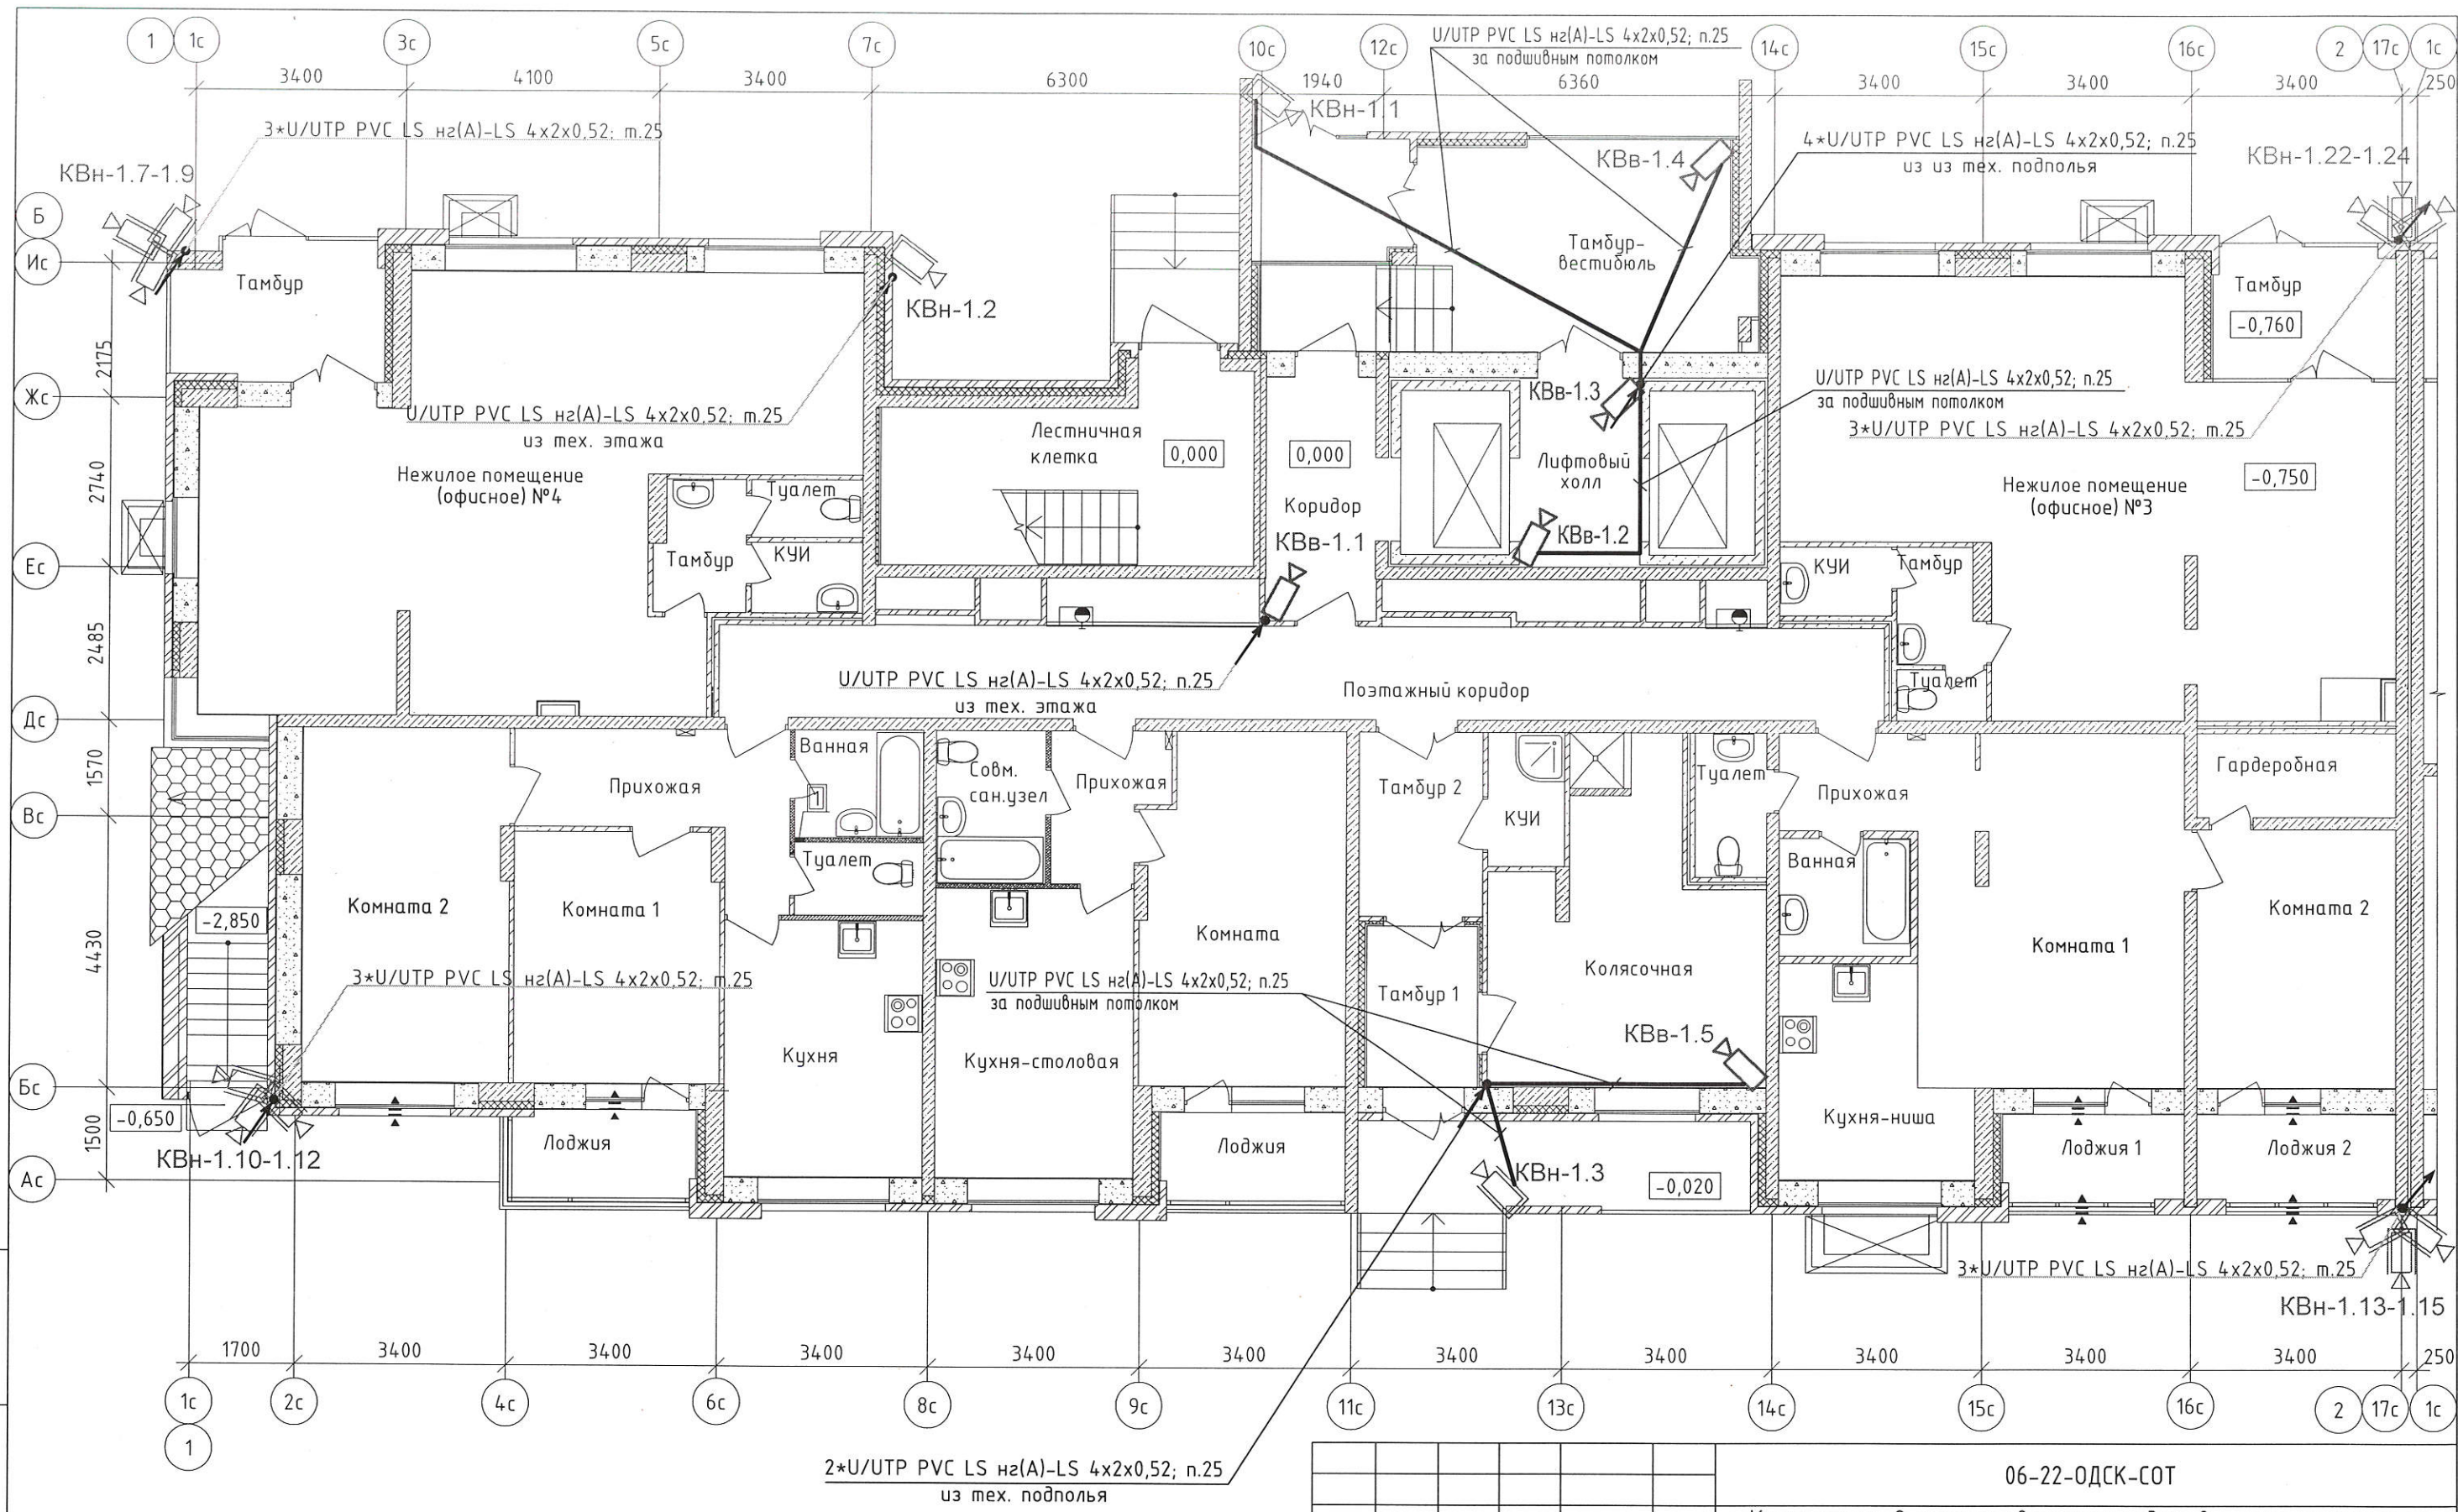 1 1с 3с 5с 7с 10с 12с 14с 15с 16с 2 17с 1с
U/UTP PVC LS нг(А)-LS 4х2х0,52; п.25
за подшивным потолком
3400 4100 3400 6300 1940 6360 3400 3400 3400 250
КВн-1.1
3*U/UTP PVC LS нг(А)-LS 4х2х0,52; т.25
4*U/UTP PVC LS нг(А)-LS 4х2х0,52; п.25
из из тех. подполья
КВн-1.7-1.9
КВв-1.4
КВн-1.22-1.24
Б
Ис
Тамбур
КВн-1.2
Тамбур-
вестибюль
Тамбур
-0,760
2175
Жс
U/UTP PVC LS нг(А)-LS 4х2х0,52; т.25
из тех. этажа
КВв-1.3
U/UTP PVC LS нг(А)-LS 4х2х0,52; п.25
за подшивным потолком
3*U/UTP PVC LS нг(А)-LS 4х2х0,52; т.25
Лестничная
клетка
0,000
0,000
Лифтовый
холл
2740
Нежилое помещение
(офисное) №4
Туалет
Коридор
Нежилое помещение
(офисное) №3
-0,750
КВв-1.2
КВв-1.1
Ес
Тамбур
КУИ
КУИ
Тамбур
2485
U/UTP PVC LS нг(А)-LS 4х2х0,52; п.25
из тех. этажа
Поэтажный коридор
Туалет
Дс
1570
Прихожая
Ванная
Совм.
сан.узел
Прихожая
Тамбур 2
КУИ
Туалет
Прихожая
Гардеробная
Вс
Туалет
Ванная
-2,850
Комната 2
Комната 1
Комната
Комната 1
Комната 2
4430
3*U/UTP PVC LS нг(А)-LS 4х2х0,52; т.25
U/UTP PVC LS нг(А)-LS 4х2х0,52; п.25
за подшивным потолком
Тамбур 1
Колясочная
КВв-1.5
Кухня
Кухня-столовая
Бс
-0,650
1500
КВн-1.10-1.12
Лоджия
Лоджия
Кухня-ниша
Лоджия 1
Лоджия 2
Ас
КВн-1.3
-0,020
3*U/UTP PVC LS нг(А)-LS 4х2х0,52; т.25
КВн-1.13-1.15
1700 3400 3400 3400 3400 3400 3400 3400 3400 3400 3400 250
1с 2с 4с 6с 8с 9с 11с 13с 14с 15с 16с 2 17с 1с
1
2*U/UTP PVC LS нг(А)-LS 4х2х0,52; п.25
из тех. подполья
06-22-ОДСК-СОТ